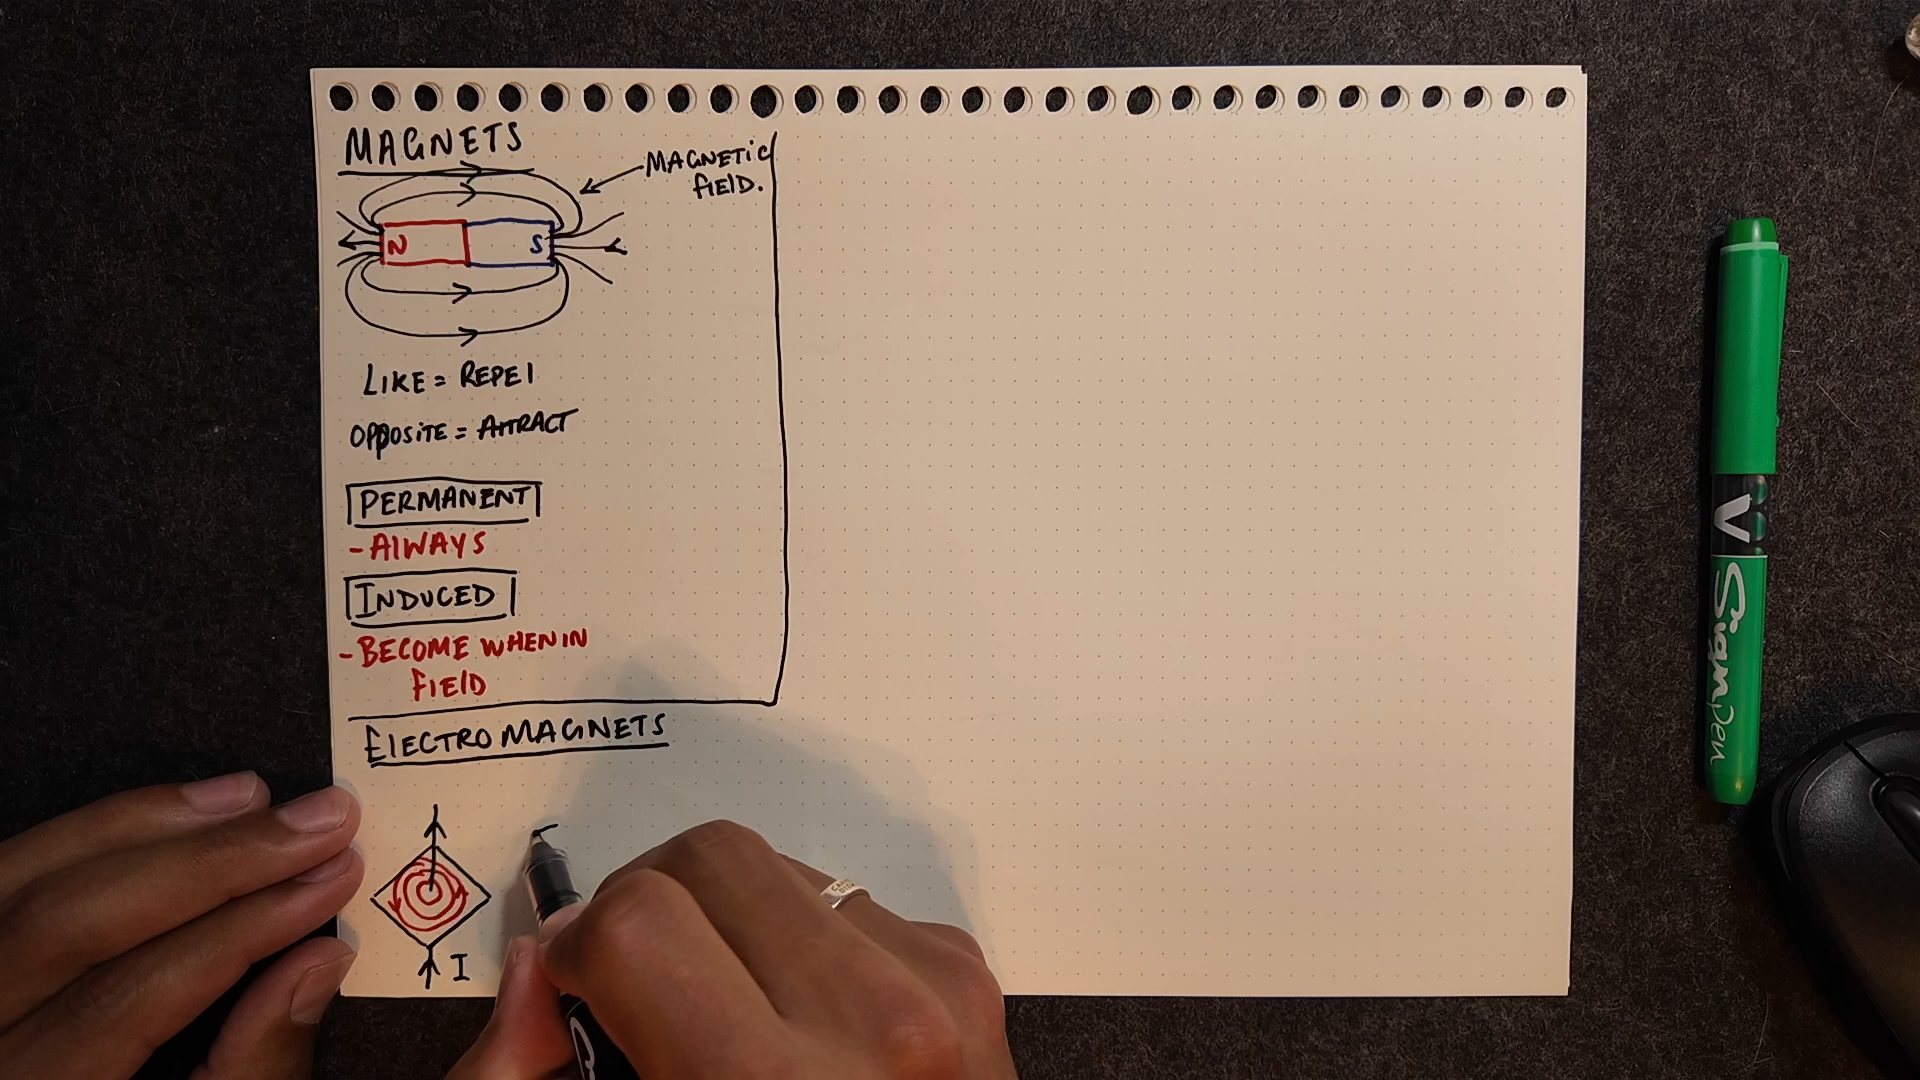 MAGNETS
MAGNETIC
FIELD.
N
S
LIKE = REPEL
OPPOSITE = ATTRACT
PERMANENT
- ALWAYS
INDUCED
- BECOME WHEN IN
FIELD
ELECTROMAGNETS
I
V
SignPen